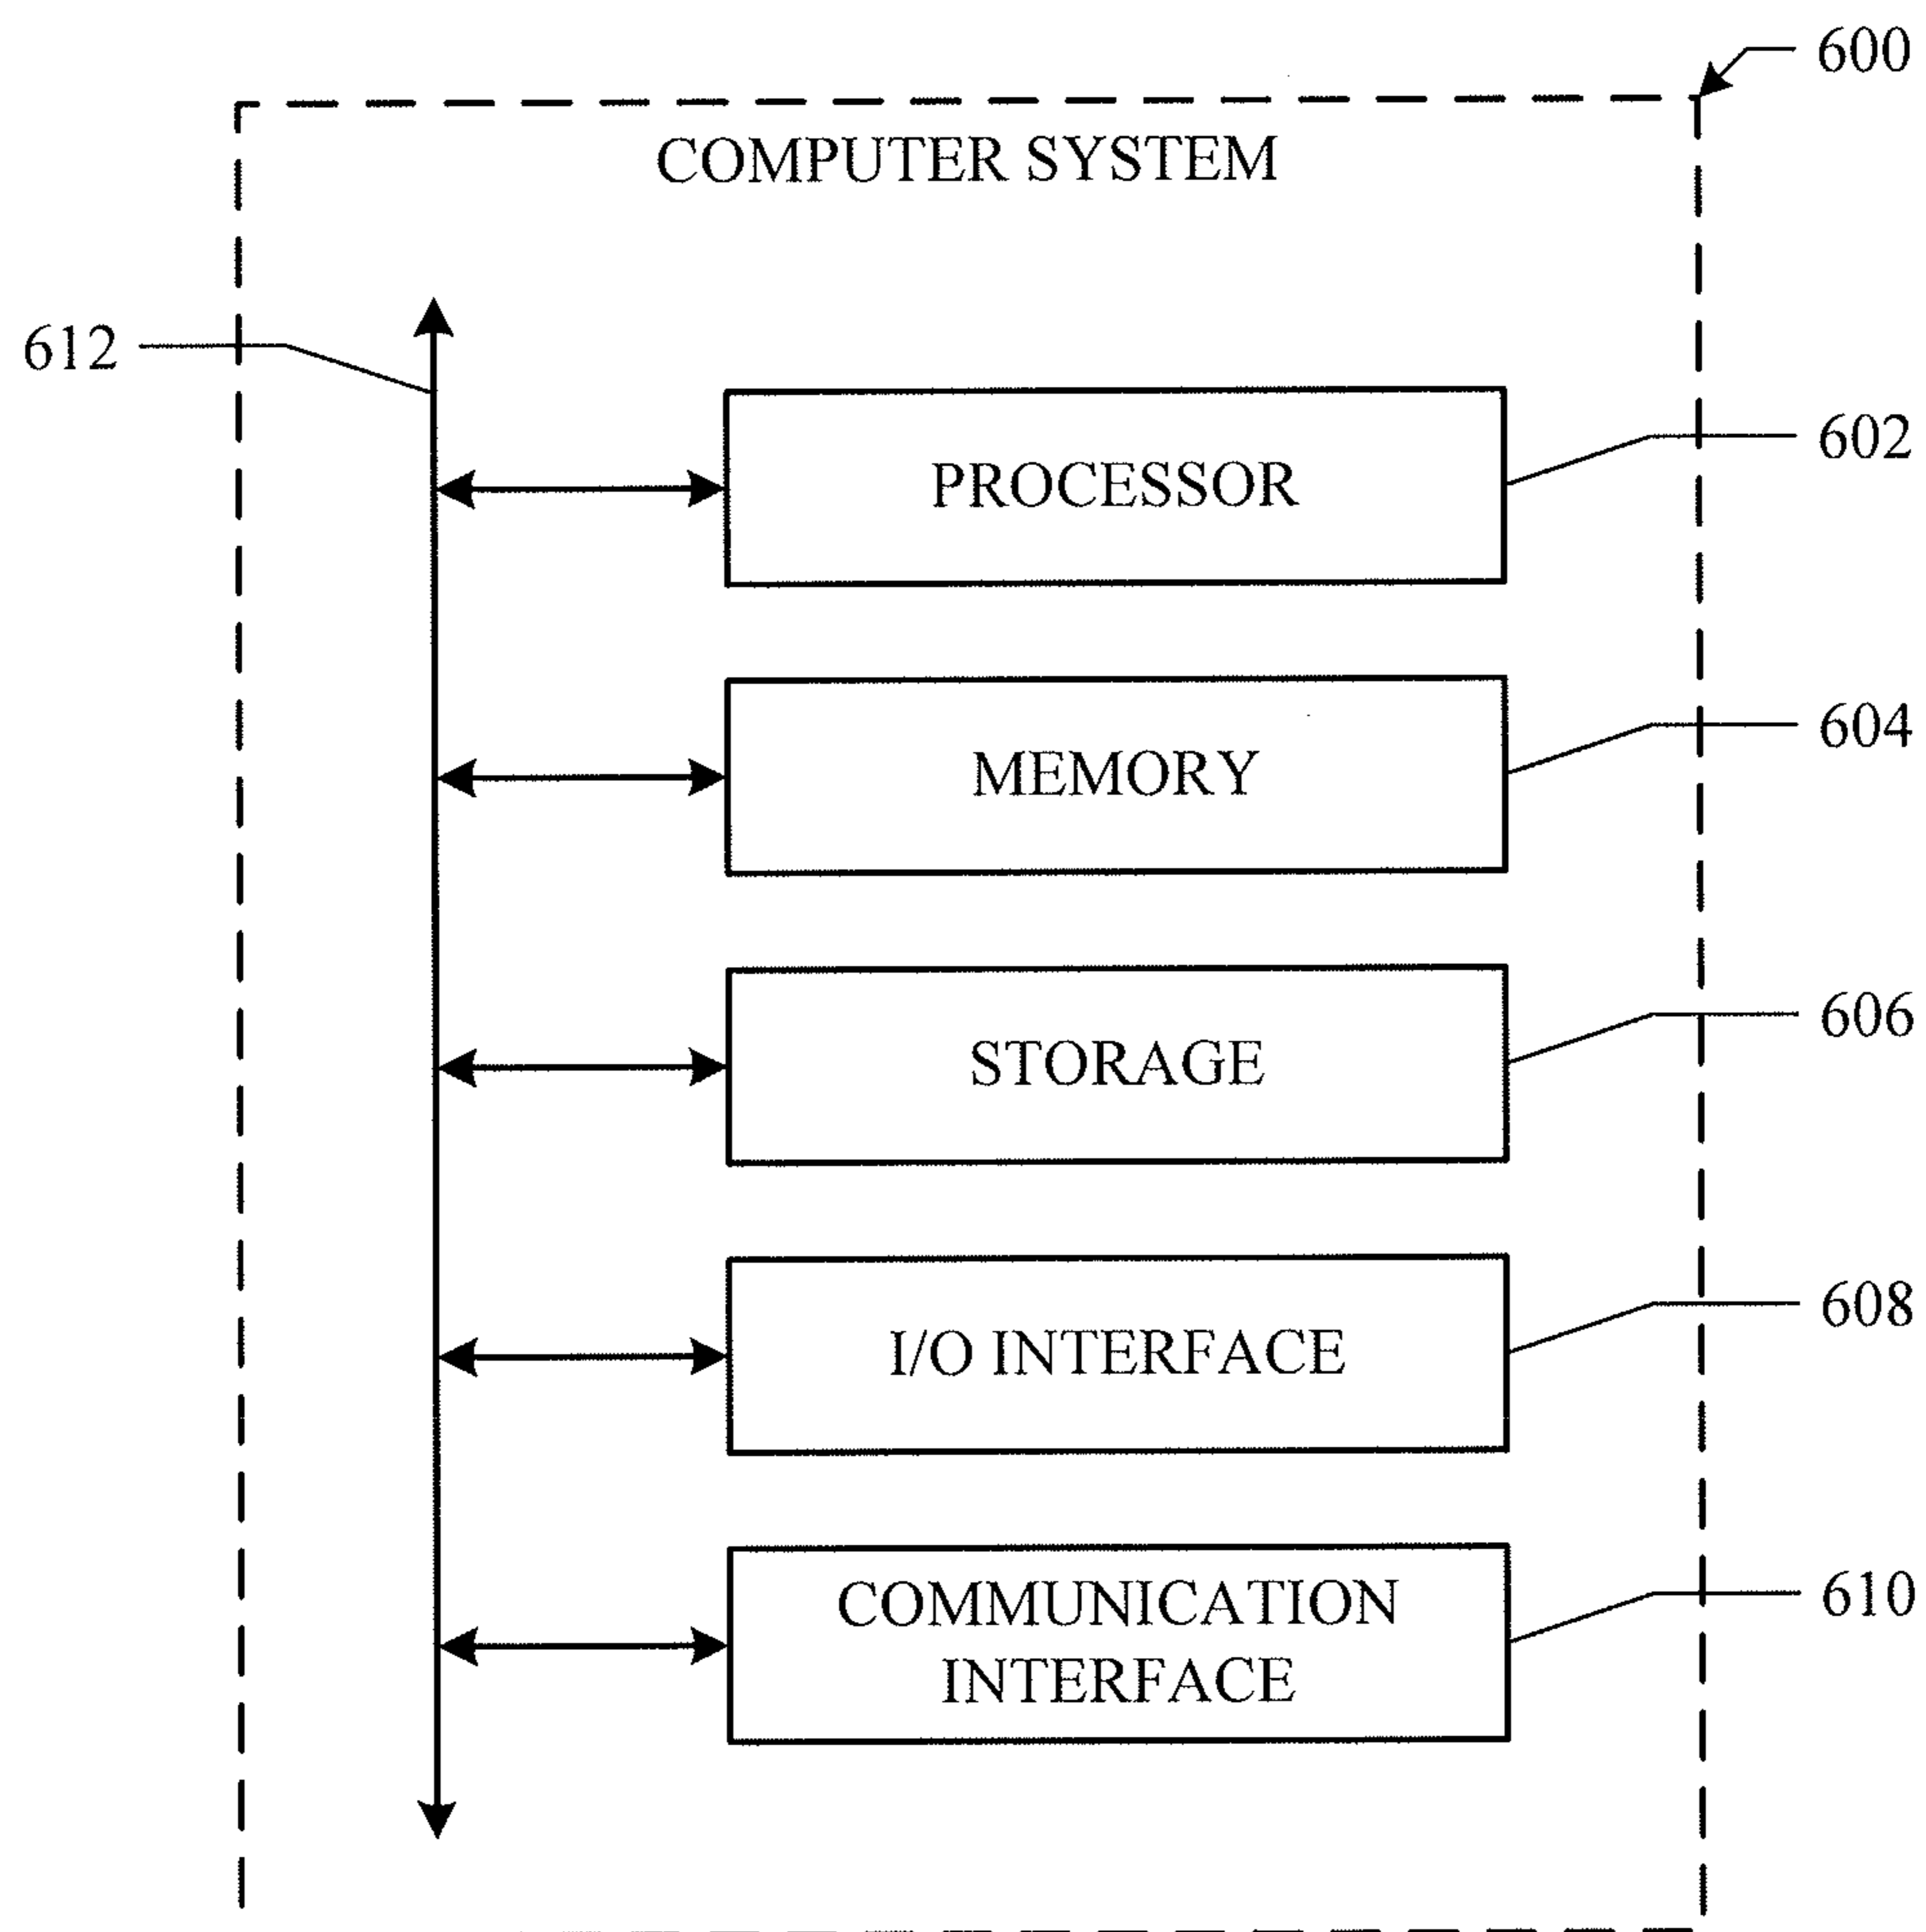 600
COMPUTER SYSTEM
612
PROCESSOR
602
MEMORY
604
STORAGE
606
I/O INTERFACE
608
COMMUNICATION
INTERFACE
610